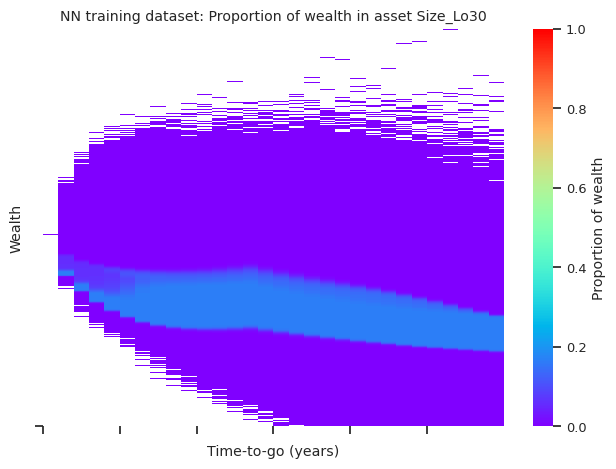 NN training dataset: Proportion of wealth in asset Size_Lo30
Wealth
Time-to-go (years)
1.0
0.8
0.6
0.4
0.2
0.0
Proportion of wealth